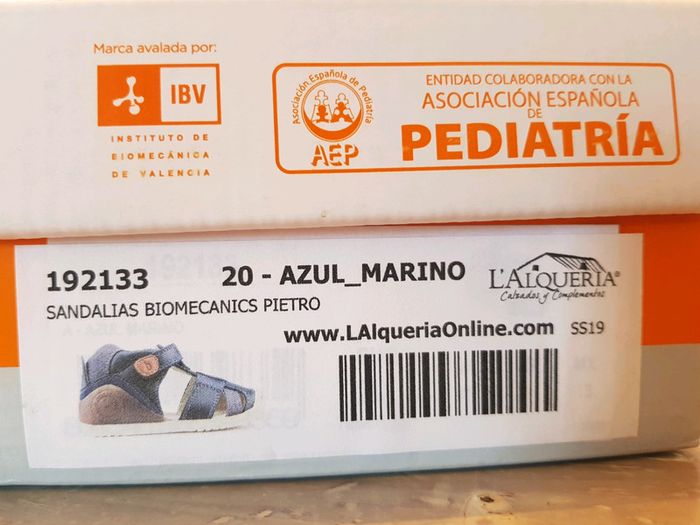 Marca avalada por:
IBV
INSTITUTO DE
BIOMECÁNICA
DE VALENCIA
Asociación Española de Pediatría
AEP
ENTIDAD COLABORADORA CON LA
ASOCIACIÓN ESPAÑOLA
DE
PEDIATRÍA
192133 20 - AZUL_MARINO
SANDALIAS BIOMECANICS PIETRO
L'ALQUERIA®
Calzados y Complementos
www.LAlqueriaOnline.com SS19